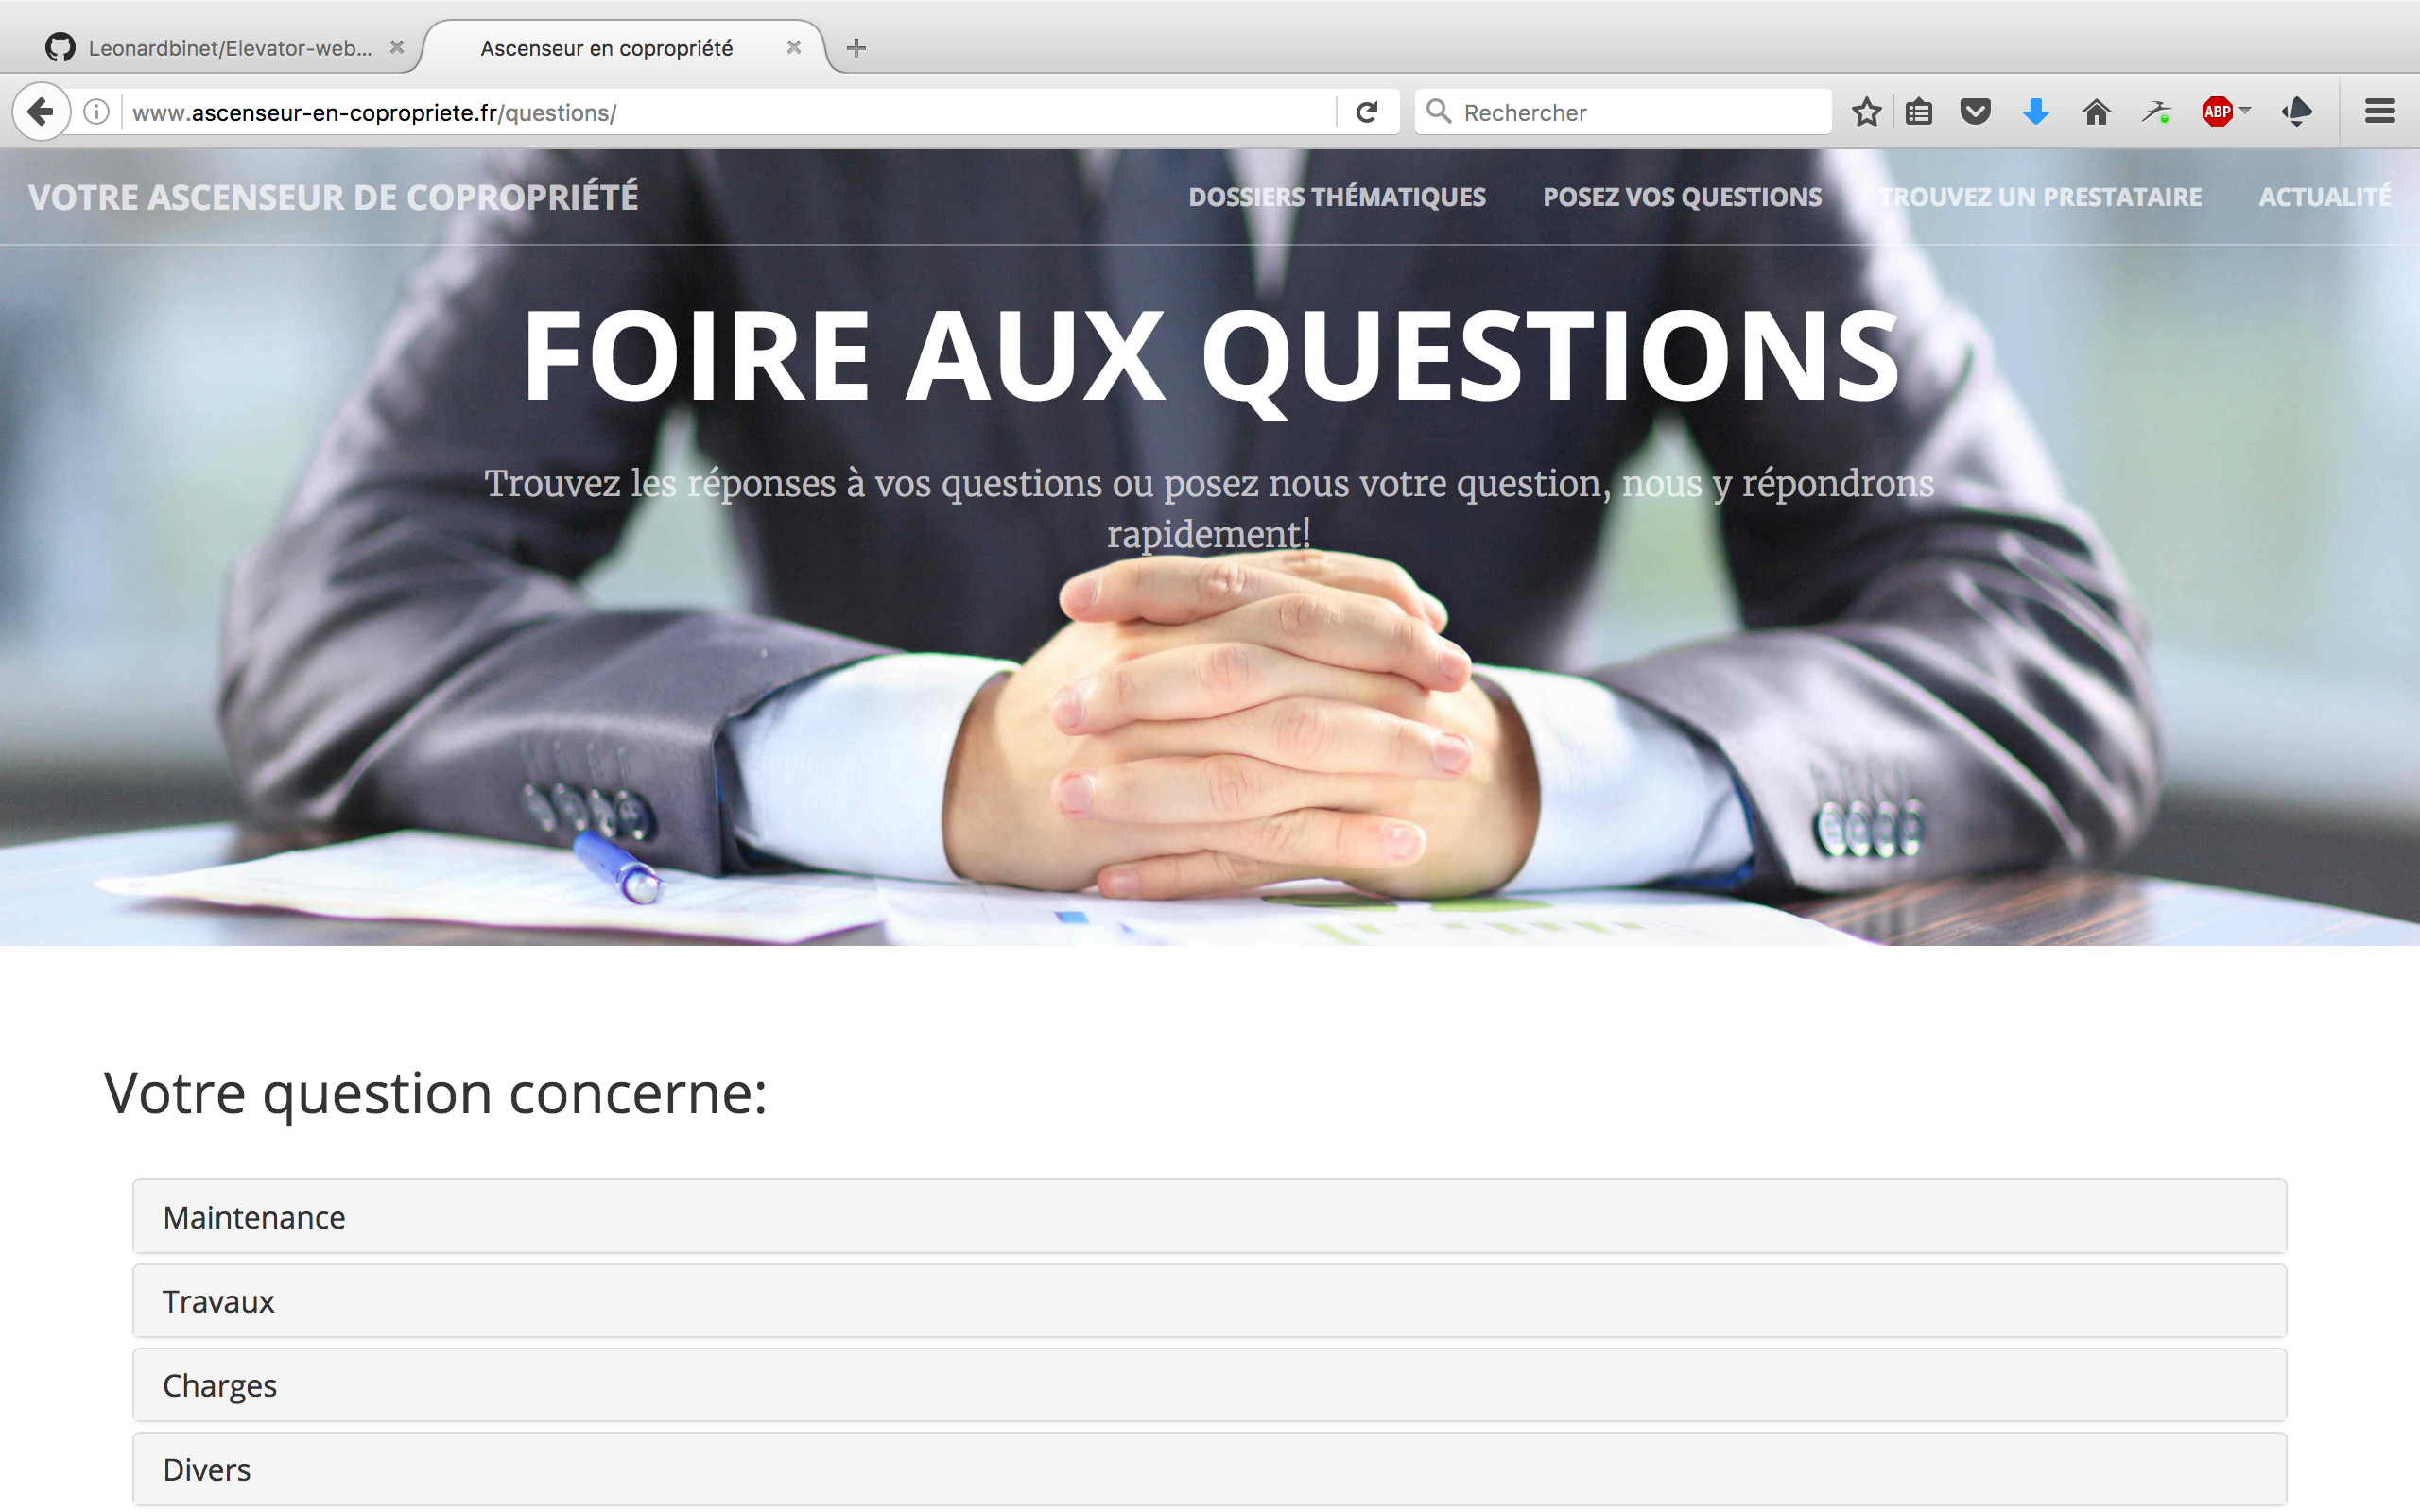 Leonardbinet/Elevator-web...
Ascenseur en copropriété
www.ascenseur-en-copropriete.fr/questions/
Rechercher
ABP
VOTRE ASCENSEUR DE COPROPRIÉTÉ
DOSSIERS THÉMATIQUES
POSEZ VOS QUESTIONS
TROUVEZ UN PRESTATAIRE
ACTUALITÉ
FOIRE AUX QUESTIONS
Trouvez les réponses à vos questions ou posez nous votre question, nous y répondrons
rapidement!
Votre question concerne:
Maintenance
Travaux
Charges
Divers